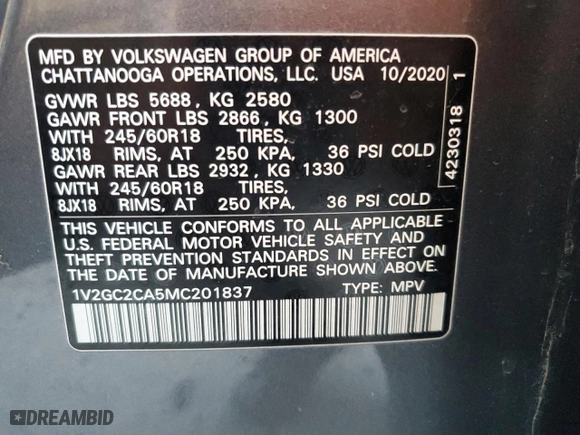 MFD BY VOLKSWAGEN GROUP OF AMERICA
CHATTANOOGA OPERATIONS, LLC. USA 10/2020
GVWR LBS 5688, KG 2580
GAWR FRONT LBS 2866, KG 1300
WITH 245/60R18 TIRES,
8JX18 RIMS, AT 250 KPA, 36 PSI COLD
GAWR REAR LBS 2932, KG 1330
WITH 245/60R18 TIRES,
8JX18 RIMS, AT 250 KPA, 36 PSI COLD
THIS VEHICLE CONFORMS TO ALL APPLICABLE
U.S. FEDERAL MOTOR VEHICLE SAFETY AND
THEFT PREVENTION STANDARDS IN EFFECT ON
THE DATE OF MANUFACTURE SHOWN ABOVE.
1V2GC2CA5MC201837 TYPE: MPV
4230318 1
DREAMBID